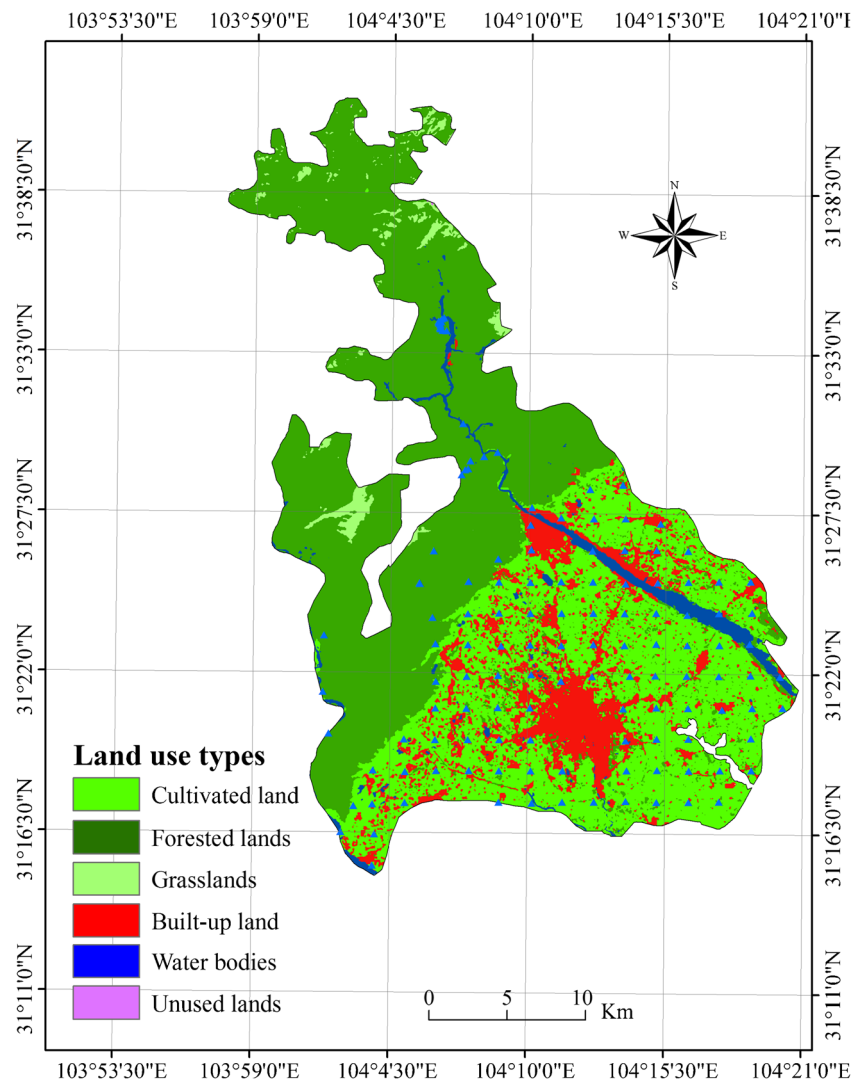 103°53'30"E 103°59'0"E 104°4'30"E 104°10'0"E 104°15'30"E 104°21'0"E
31°38'30"N 31°38'30"N
N
W E
S
31°33'0"N 31°33'0"N
31°27'30"N 31°27'30"N
31°22'0"N 31°22'0"N
Land use types
Cultivated land
Forested lands
Grasslands
Built-up land
Water bodies
Unused lands
31°16'30"N 31°16'30"N
31°11'0"N 31°11'0"N
0 5 10
Km
103°53'30"E 103°59'0"E 104°4'30"E 104°10'0"E 104°15'30"E 104°21'0"E